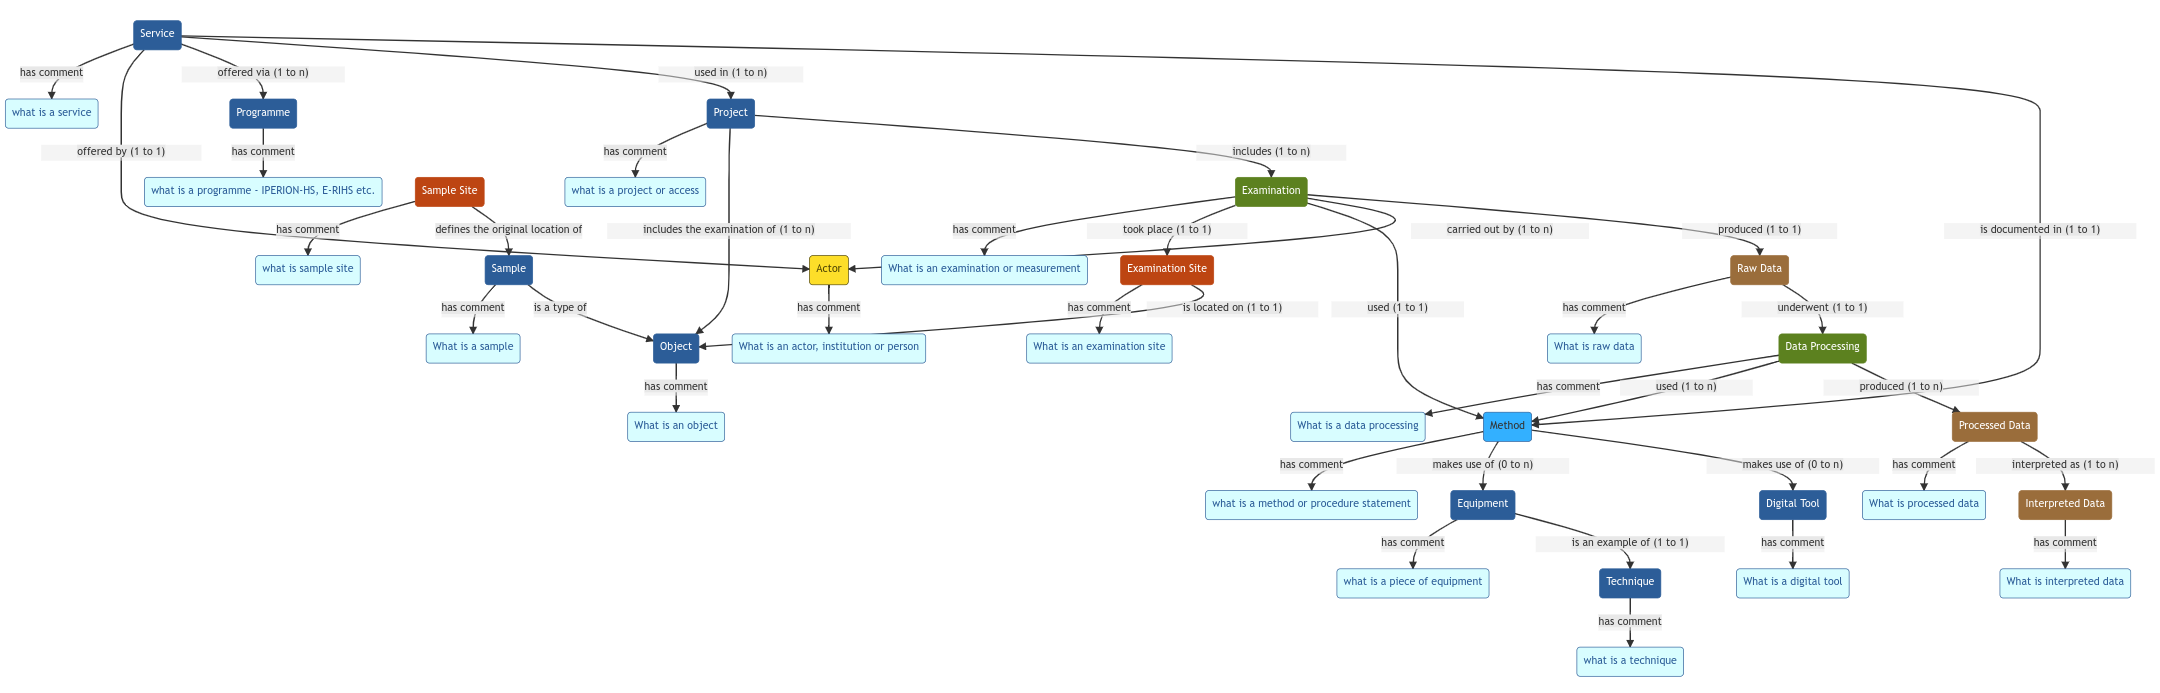 Service
has comment
offered via (1 to n)
used in (1 to n)
what is a service
Programme
Project
offered by (1 to 1)
has comment
has comment
includes (1 to n)
what is a programme - IPERION-HS, E-RIHS etc.
Sample Site
what is a project or access
Examination
has comment
defines the original location of
includes the examination of (1 to n)
has comment
took place (1 to 1)
carried out by (1 to n)
produced (1 to 1)
is documented in (1 to 1)
what is sample site
Sample
Actor
What is an examination or measurement
Examination Site
Raw Data
has comment
is a type of
has comment
has comment
is located on (1 to 1)
used (1 to 1)
has comment
underwent (1 to 1)
What is a sample
Object
What is an actor, institution or person
What is an examination site
What is raw data
Data Processing
has comment
has comment
used (1 to n)
produced (1 to n)
What is an object
What is a data processing
Method
Processed Data
has comment
makes use of (0 to n)
makes use of (0 to n)
has comment
interpreted as (1 to n)
what is a method or procedure statement
Equipment
Digital Tool
What is processed data
Interpreted Data
has comment
is an example of (1 to 1)
has comment
has comment
what is a piece of equipment
Technique
What is a digital tool
What is interpreted data
has comment
what is a technique